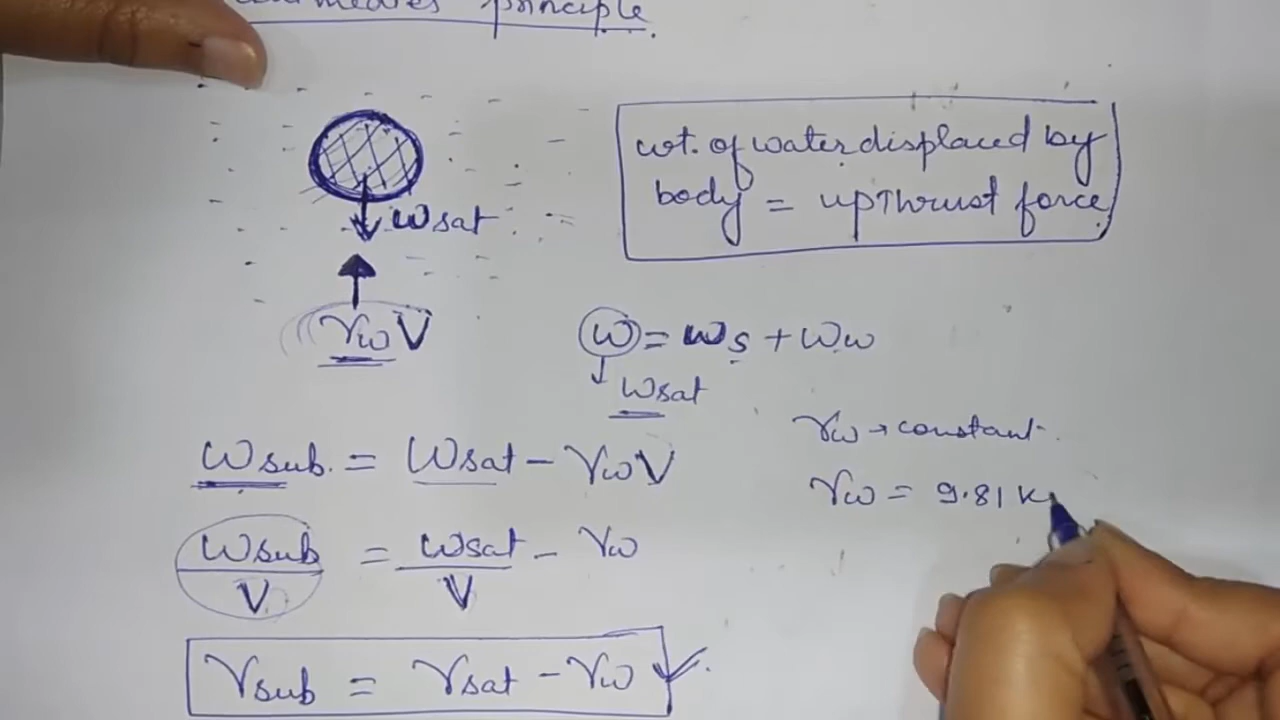 principle.
wt. of water displaced by
body = upthrust force
Wsat
γw V
W = Ws + Ww
Wsat
Wsub. = Wsat - γw V
γw → constant.
γw = 9.81 K
Wsub/V = Wsat/V - γw
γsub = γsat - γw